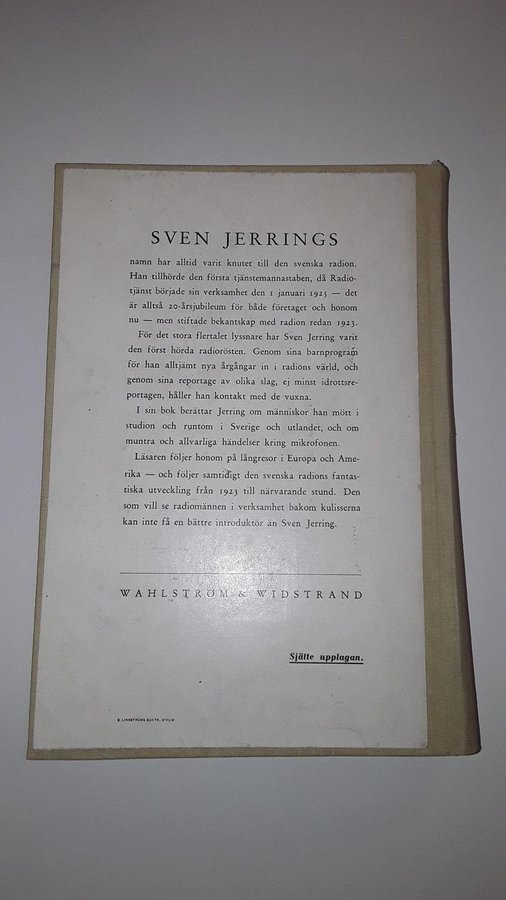 SVEN JERRINGS
namn har alltid varit knutet till den svenska radion.
Han tillhörde den första tjänstemannastaben, då Radio-
tjänst började sin verksamhet den 1 januari 1925 — det
är alltså 20-årsjubileum för både företaget och honom
nu — men stiftade bekantskap med radion redan 1923.
För det stora flertalet lyssnare har Sven Jerring varit
den först hörda radiorösten. Genom sina barnprogram
för han alltjämt nya årgångar in i radions värld, och
genom sina reportage av olika slag, ej minst idrottsre-
portagen, håller han kontakt med de vuxna.
I sin bok berättar Jerring om människor han mött i
studion och runtom i Sverige och utlandet, och om
muntra och allvarliga händelser kring mikrofonen.
Läsaren följer honom på långresor i Europa och Ame-
rika — och följer samtidigt den svenska radions fantas-
tiska utveckling från 1923 till närvarande stund. Den
som vill se radiomännen i verksamhet bakom kulisserna
kan inte få en bättre introduktör än Sven Jerring.
WAHLSTRÖM & WIDSTRAND
Sjätte upplagan.
B. LINDSTRÖMS BOKTR., STHLM